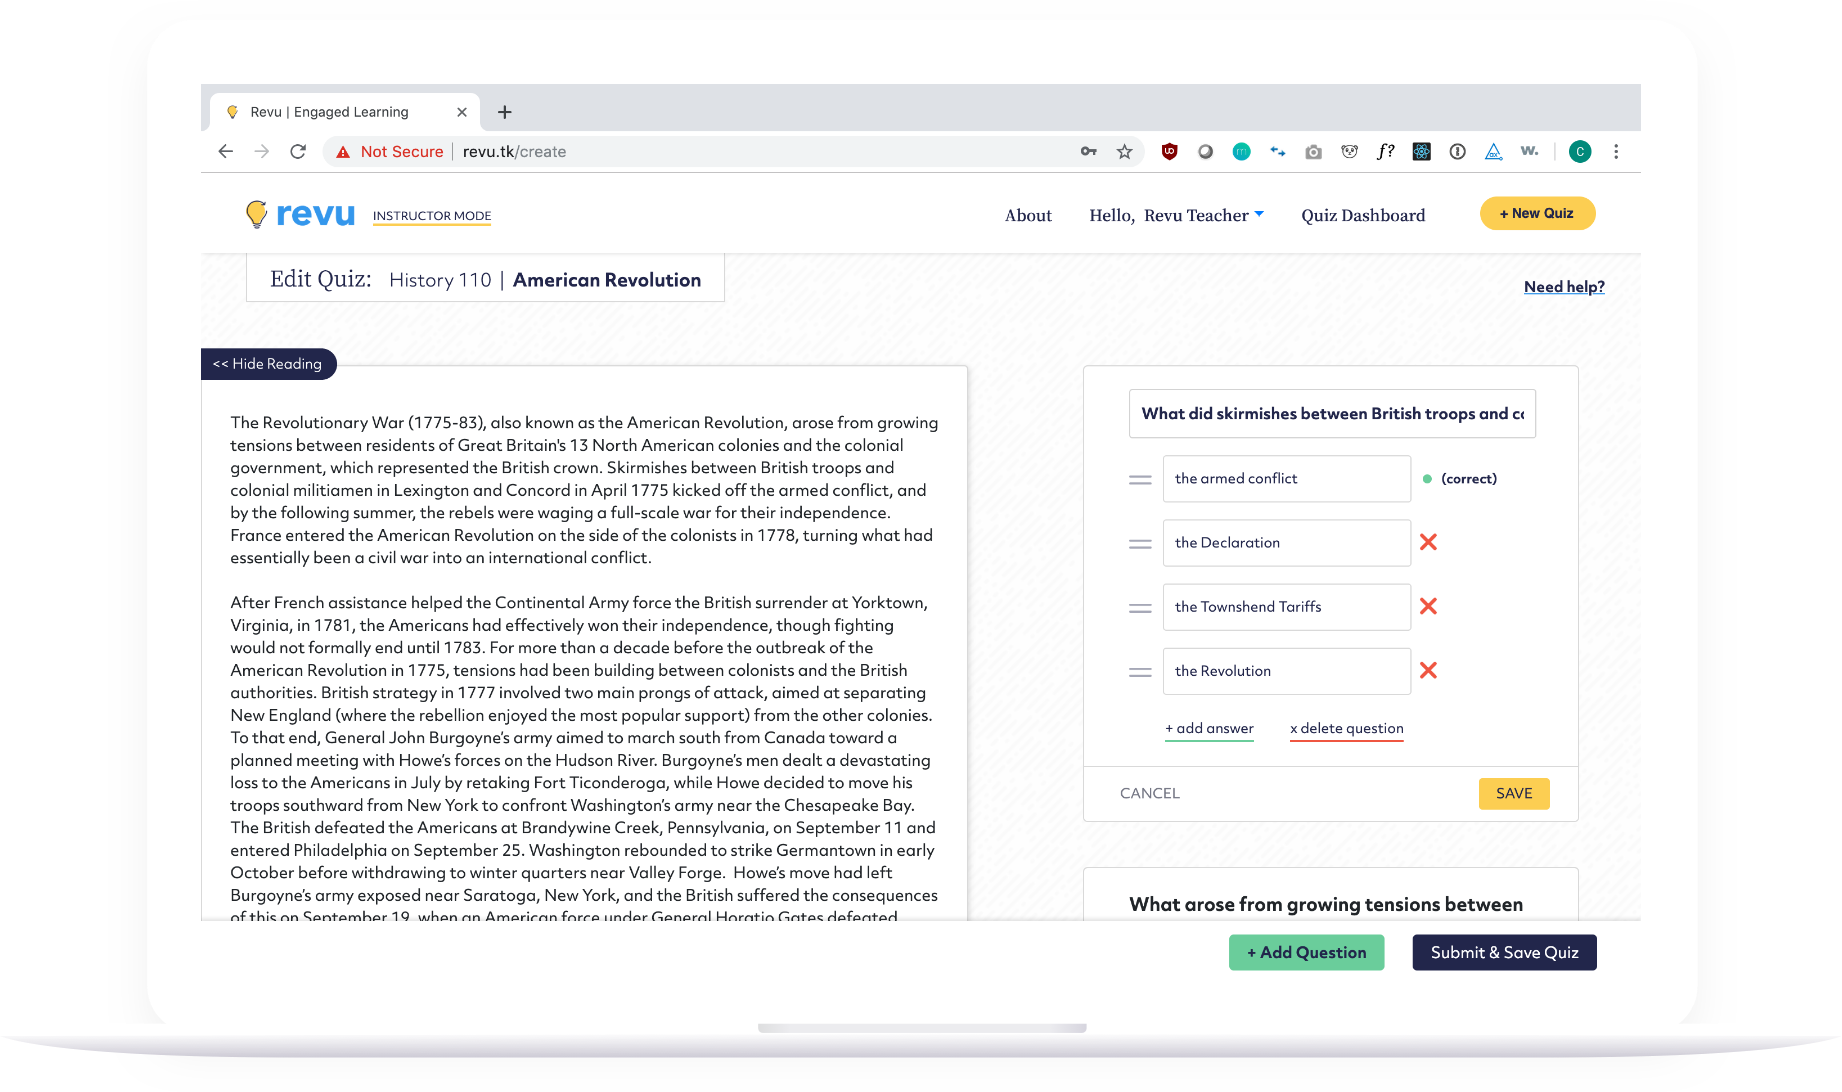 Revu | Engaged Learning
Not Secure | revu.tk/create
f?
w.
C
revu INSTRUCTOR MODE
About Hello, Revu Teacher Quiz Dashboard + New Quiz
Edit Quiz: History 110 | American Revolution
Need help?
<< Hide Reading
The Revolutionary War (1775-83), also known as the American Revolution, arose from growing
tensions between residents of Great Britain's 13 North American colonies and the colonial
government, which represented the British crown. Skirmishes between British troops and
colonial militiamen in Lexington and Concord in April 1775 kicked off the armed conflict, and
by the following summer, the rebels were waging a full-scale war for their independence.
France entered the American Revolution on the side of the colonists in 1778, turning what had
essentially been a civil war into an international conflict.
After French assistance helped the Continental Army force the British surrender at Yorktown,
Virginia, in 1781, the Americans had effectively won their independence, though fighting
would not formally end until 1783. For more than a decade before the outbreak of the
American Revolution in 1775, tensions had been building between colonists and the British
authorities. British strategy in 1777 involved two main prongs of attack, aimed at separating
New England (where the rebellion enjoyed the most popular support) from the other colonies.
To that end, General John Burgoyne’s army aimed to march south from Canada toward a
planned meeting with Howe’s forces on the Hudson River. Burgoyne’s men dealt a devastating
loss to the Americans in July by retaking Fort Ticonderoga, while Howe decided to move his
troops southward from New York to confront Washington’s army near the Chesapeake Bay.
The British defeated the Americans at Brandywine Creek, Pennsylvania, on September 11 and
entered Philadelphia on September 25. Washington rebounded to strike Germantown in early
October before withdrawing to winter quarters near Valley Forge. Howe’s move had left
Burgoyne’s army exposed near Saratoga, New York, and the British suffered the consequences
of this on September 19, when an American force under General Horatio Gates defeated
What did skirmishes between British troops and
the armed conflict
(correct)
the Declaration
the Townshend Tariffs
the Revolution
+ add answer x delete question
CANCEL SAVE
What arose from growing tensions between
+ Add Question Submit & Save Quiz